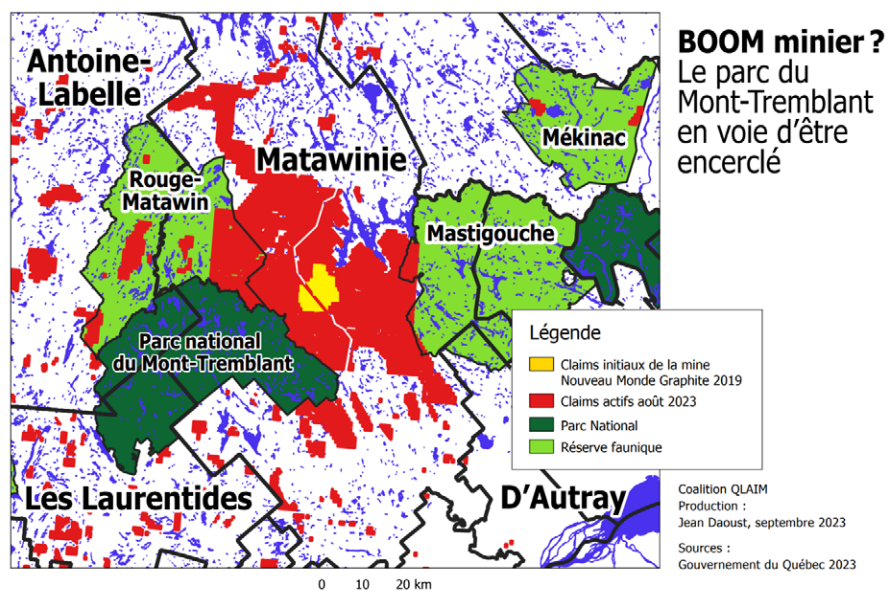 BOOM minier ?
Le parc du
Mont-Tremblant
en voie d'être
encerclé
Antoine-
Labelle
Matawinie
Mékinac
Rouge-
Matawin
Mastigouche
Parc national
du Mont-Tremblant
Les Laurentides
D'Autray
Légende
Claims initiaux de la mine
Nouveau Monde Graphite 2019
Claims actifs août 2023
Parc National
Réserve faunique
Coalition QLAIM
Production :
Jean Daoust, septembre 2023
Sources :
Gouvernement du Québec 2023
0 10 20 km